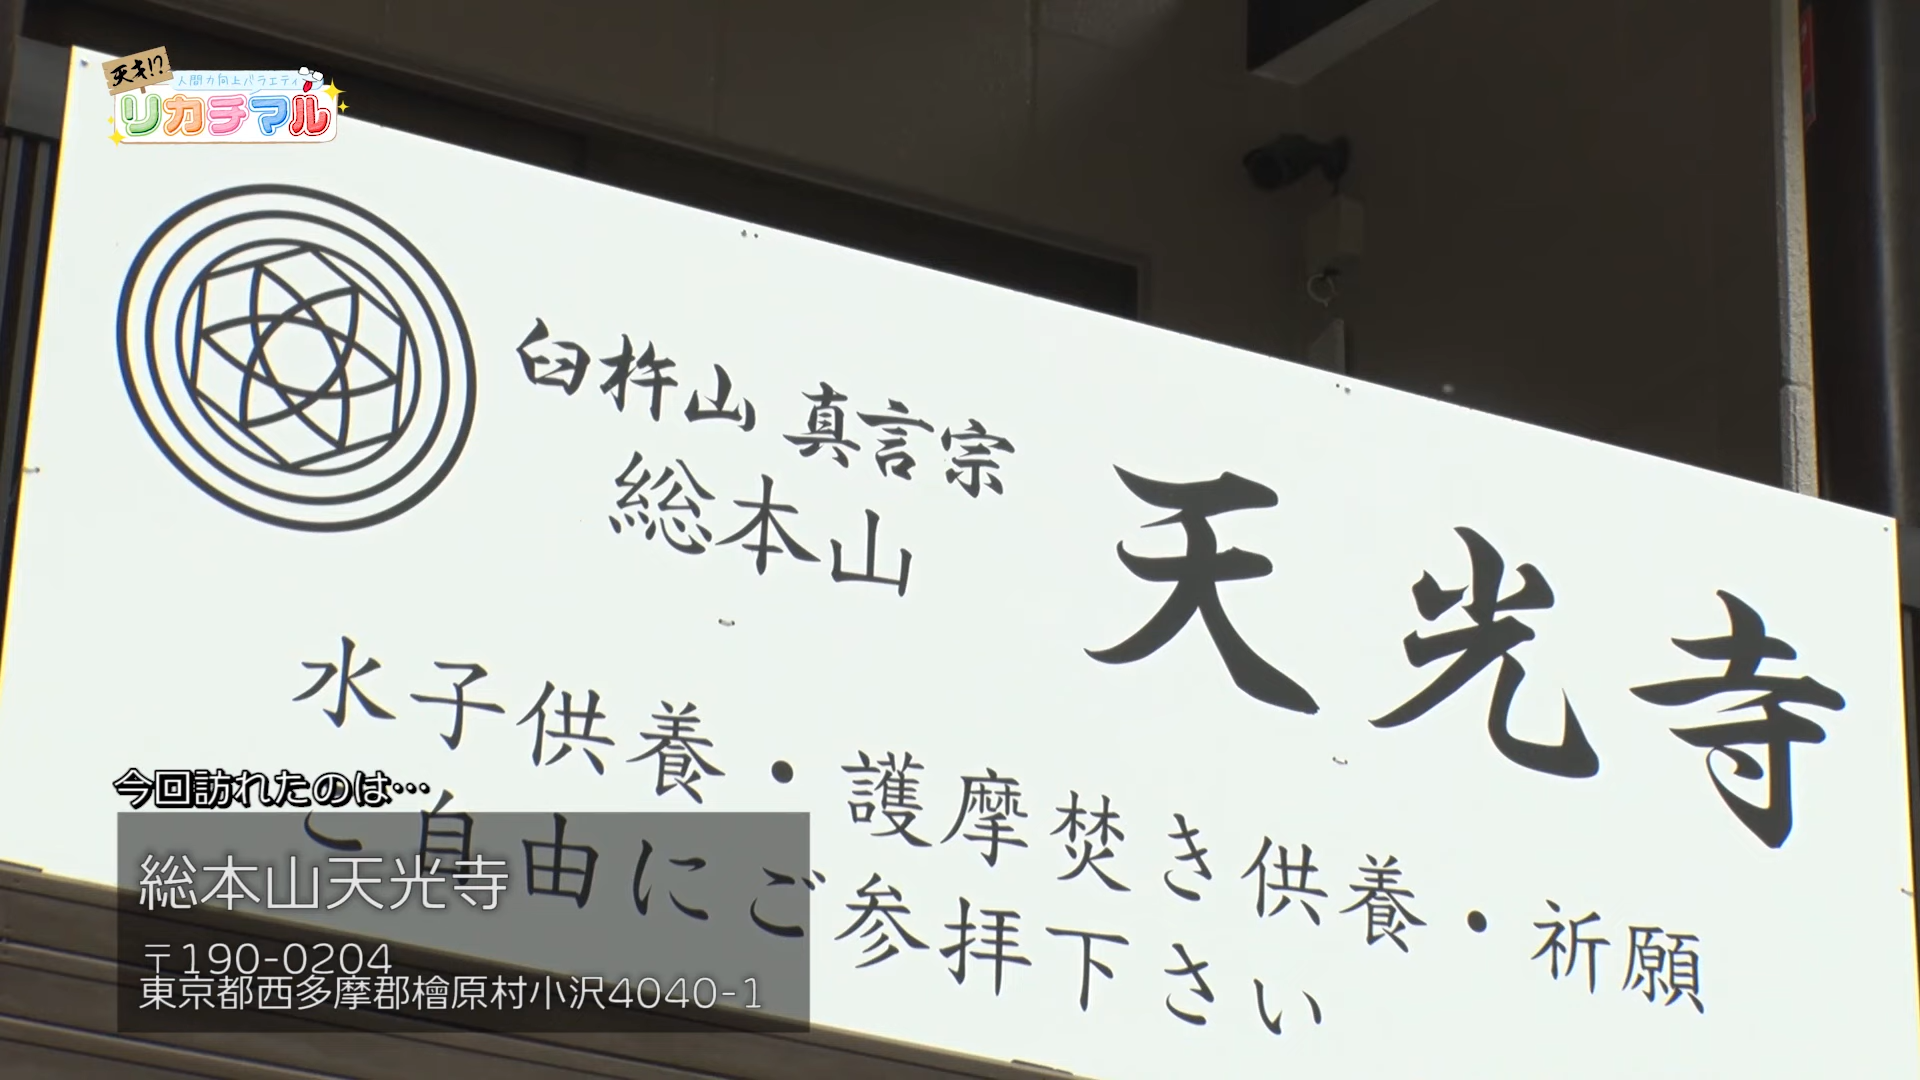 天才!?
人間力向上バラエティ
リカチマル
臼杵山 真言宗
総本山
天光寺
水子供養・護摩焚き供養・祈願
ご自由にご参拝下さい
今回訪れたのは…
総本山天光寺
〒190-0204
東京都西多摩郡檜原村小沢4040-1